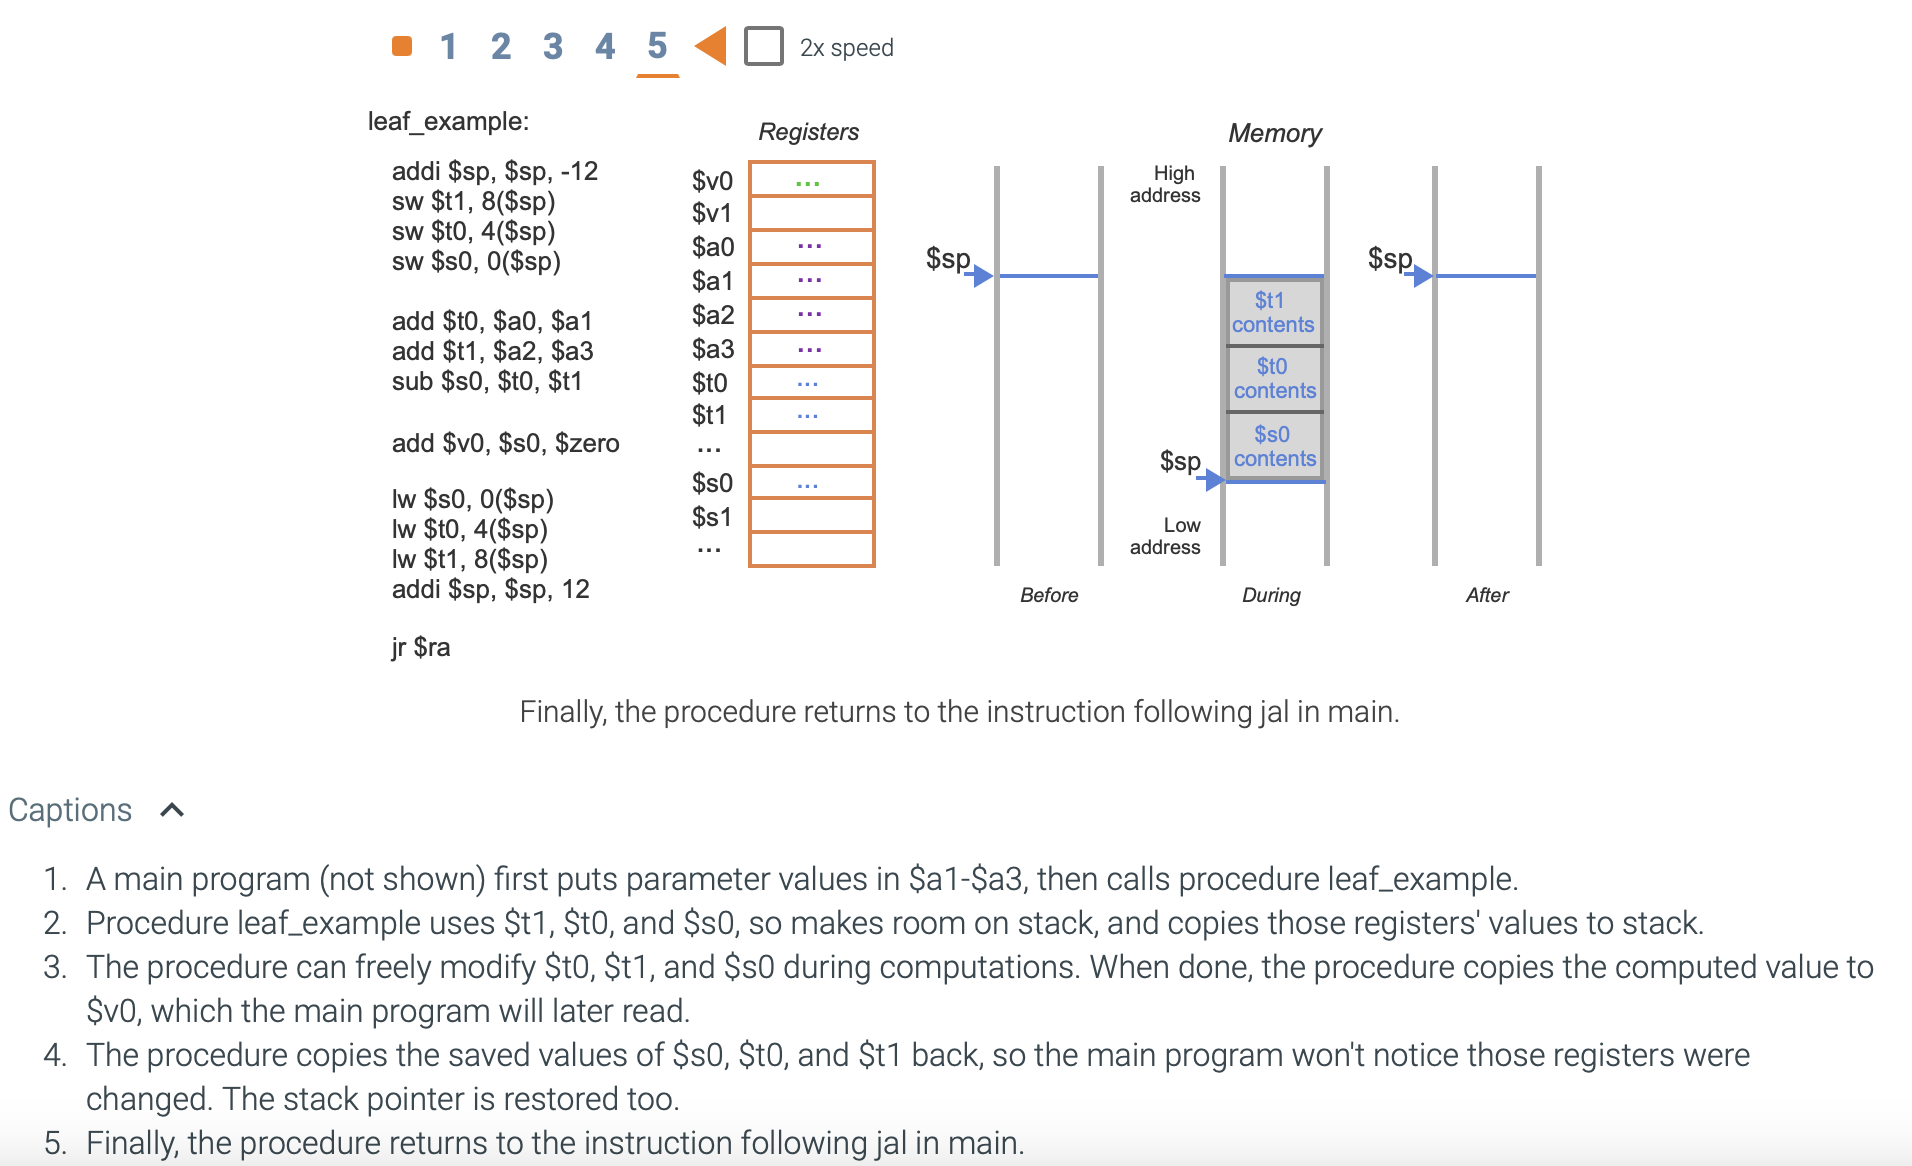 1 2 3 4 5 2x speed
leaf_example:
addi $sp, $sp, -12
sw $t1, 8($sp)
sw $t0, 4($sp)
sw $s0, 0($sp)
add $t0, $a0, $a1
add $t1, $a2, $a3
sub $s0, $t0, $t1
add $v0, $s0, $zero
lw $s0, 0($sp)
lw $t0, 4($sp)
lw $t1, 8($sp)
addi $sp, $sp, 12
jr $ra
Registers
$v0 ...
$v1
$a0 ...
$a1 ...
$a2 ...
$a3 ...
$t0 ...
$t1 ...
...
$s0 ...
$s1
...
Memory
$sp
Before
High
address
$t1
contents
$t0
contents
$s0
contents
$sp
Low
address
During
$sp
After
Finally, the procedure returns to the instruction following jal in main.
Captions
1. A main program (not shown) first puts parameter values in $a1-$a3, then calls procedure leaf_example.
2. Procedure leaf_example uses $t1, $t0, and $s0, so makes room on stack, and copies those registers' values to stack.
3. The procedure can freely modify $t0, $t1, and $s0 during computations. When done, the procedure copies the computed value to
$v0, which the main program will later read.
4. The procedure copies the saved values of $s0, $t0, and $t1 back, so the main program won't notice those registers were
changed. The stack pointer is restored too.
5. Finally, the procedure returns to the instruction following jal in main.